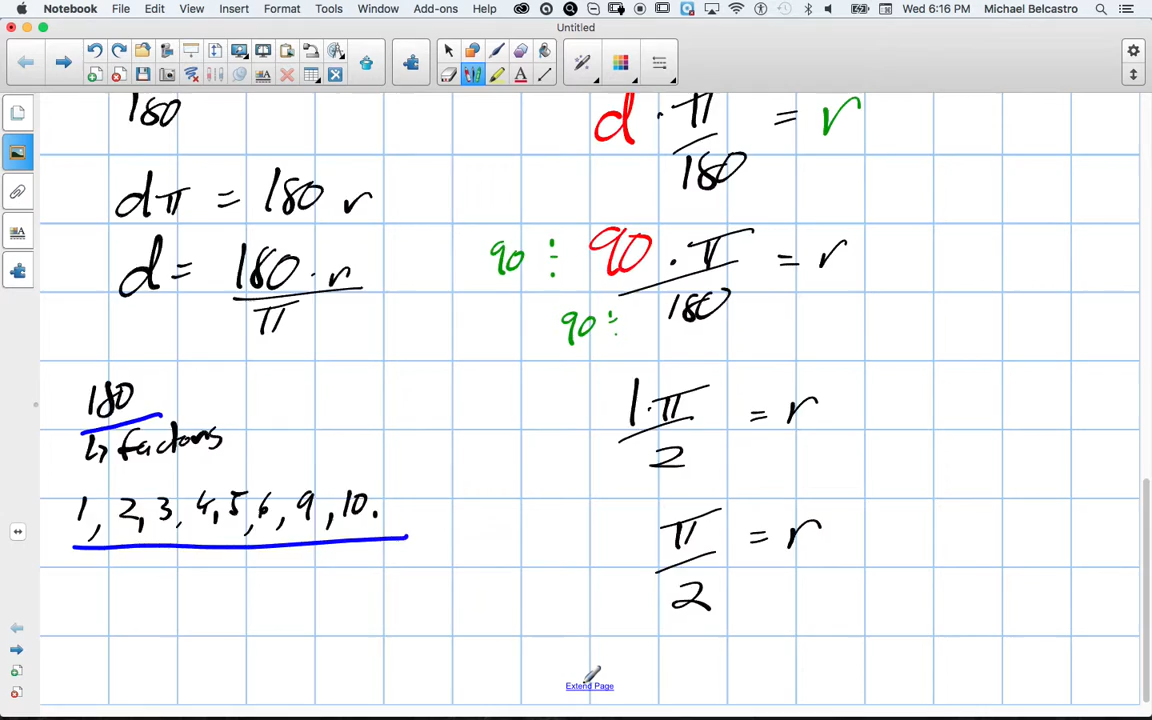 Notebook File Edit View Insert Format Tools Window Add-ons Help Wed 6:16 PM Michael Belcastro
Untitled
180
dπ = 180 r
d = 180 · r
π
180
↳ factors
1, 2, 3, 4, 5, 6, 9, 10.
d · π = r
180
90 ÷ 90 · π = r
90 ÷ 180
1 · π = r
2
π = r
2
Extend Page